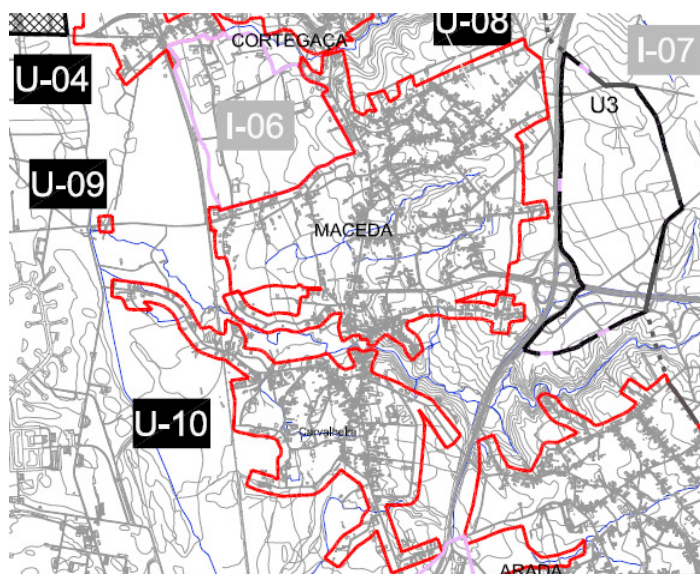 CORTEGAÇA
U-08
I-07
U-04
U3
I-06
U-09
MACEDA
U-10
Carvalheira
ARADA